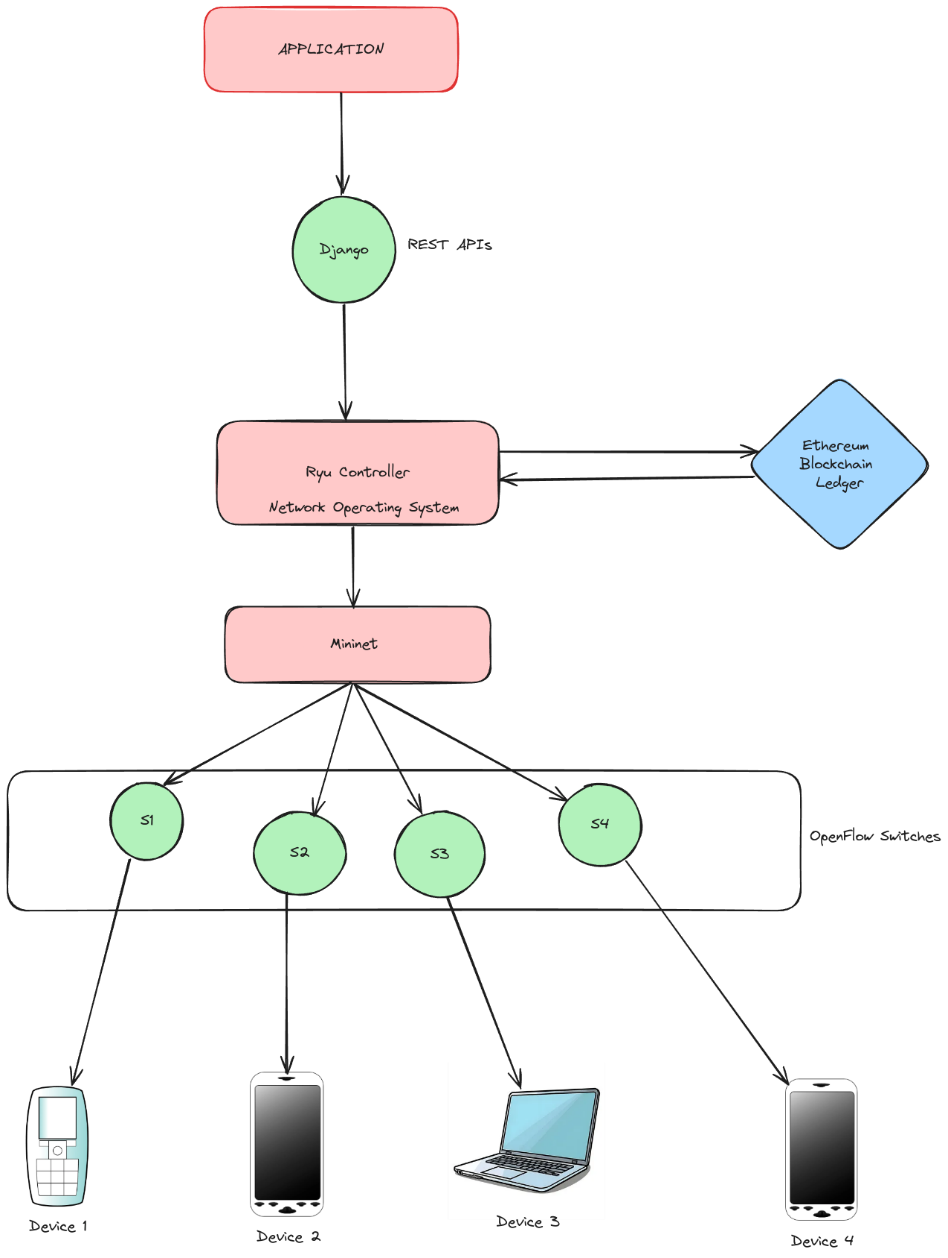 APPLICATION
Django
REST APIs
Ryu Controller
Network Operating System
Ethereum
Blockchain
Ledger
Mininet
S1
S2
S3
S4
OpenFlow Switches
Device 1
Device 2
Device 3
Device 4